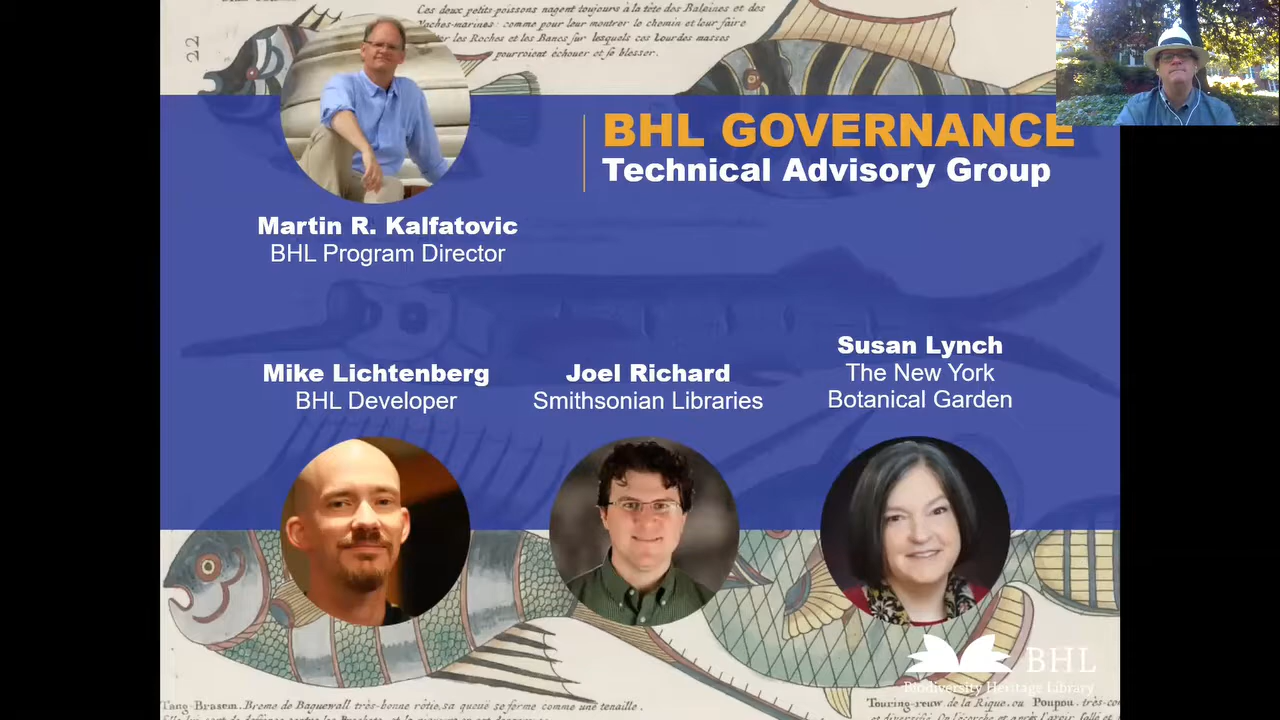 Ces deux petits poissons nagent toujours à la tête des Baleines et des
Vaches-marines : comme pour leur montrer le chemin et leur faire
les Roches et les Bancs sur lesquels ces Lourdes masses
pourroient échouer et se blesser.
22
BHL GOVERNANCE
Technical Advisory Group
Martin R. Kalfatovic
BHL Program Director
Mike Lichtenberg
BHL Developer
Joel Richard
Smithsonian Libraries
Susan Lynch
The New York
Botanical Garden
BHL
Biodiversity Heritage Library
Tang-Brasem. Breme de Baguewall très-bonne rôtie, sa queue se forme comme une tenaille.
Touring-rouw de la Rique, ou Poupou.